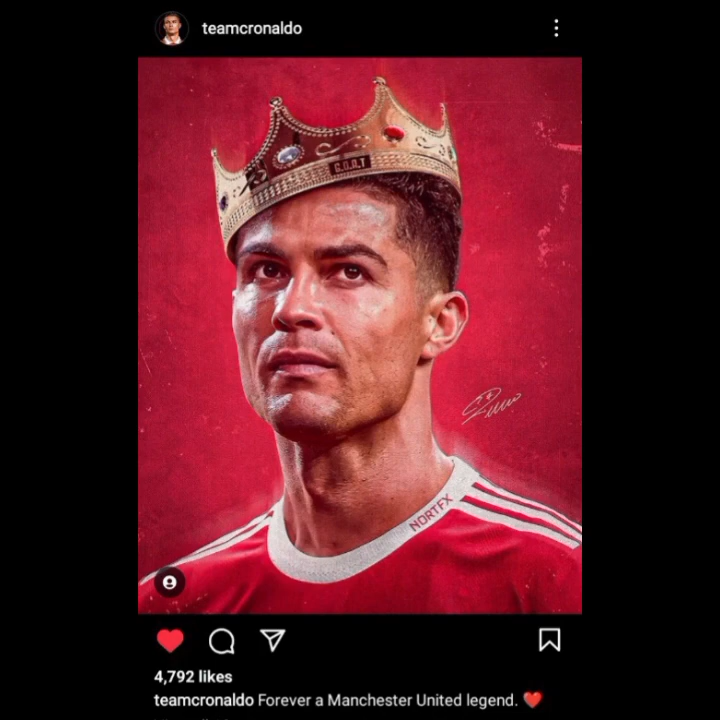 teamcronaldo
G.O.A.T
NORTFX
4,792 likes
teamcronaldo Forever a Manchester United legend. ❤️